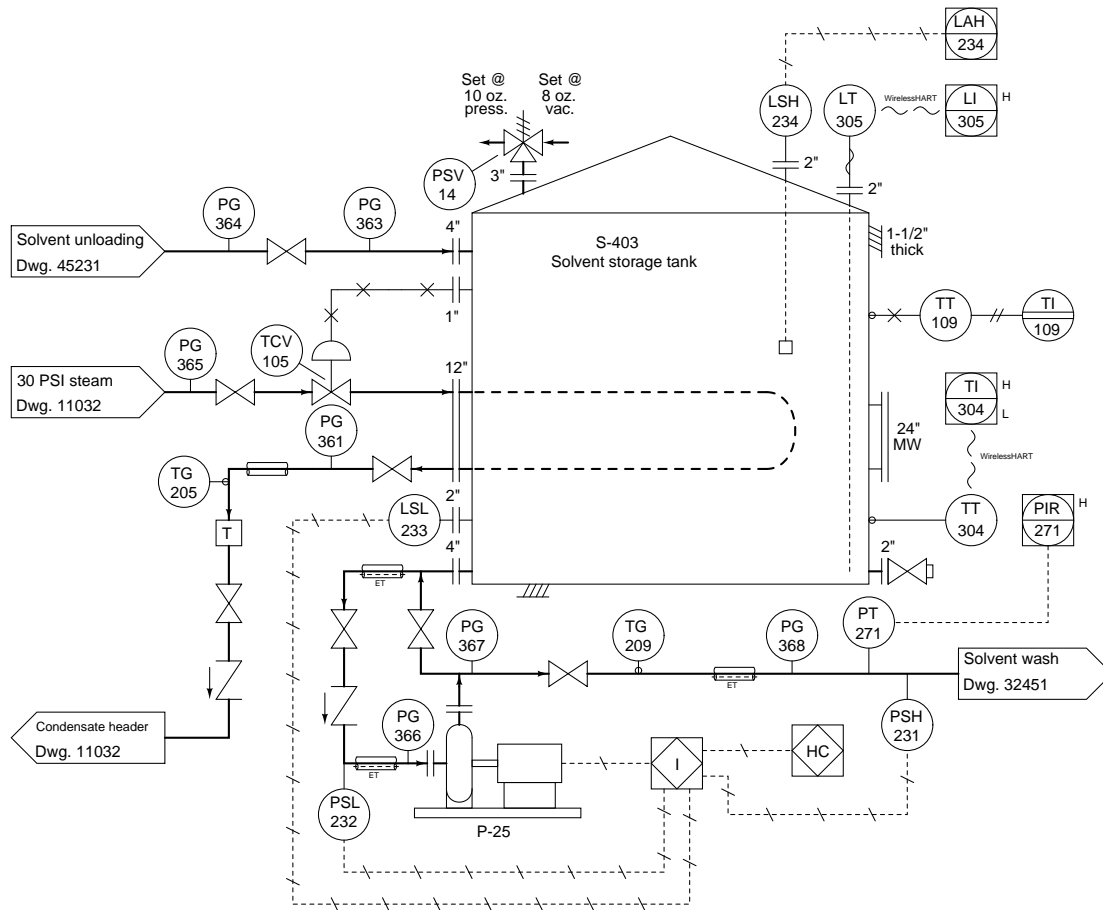 LAH
234
Set @
10 oz.
press.
Set @
8 oz.
vac.
LSH
234
LT
305
WirelessHART
LI
305
H
2"
2"
PSV
14
3"
PG
364
PG
363
4"
Solvent unloading
Dwg. 45231
S-403
Solvent storage tank
1-1/2"
thick
1"
TT
109
TI
109
TCV
105
PG
365
12"
30 PSI steam
Dwg. 11032
TI
304
H
L
PG
361
24"
MW
WirelessHART
TG
205
2"
LSL
233
TT
304
PIR
271
H
T
4"
2"
ET
PG
367
TG
209
PG
368
PT
271
ET
Solvent wash
Dwg. 32451
Condensate header
Dwg. 11032
PG
366
PSH
231
ET
I
HC
PSL
232
P-25